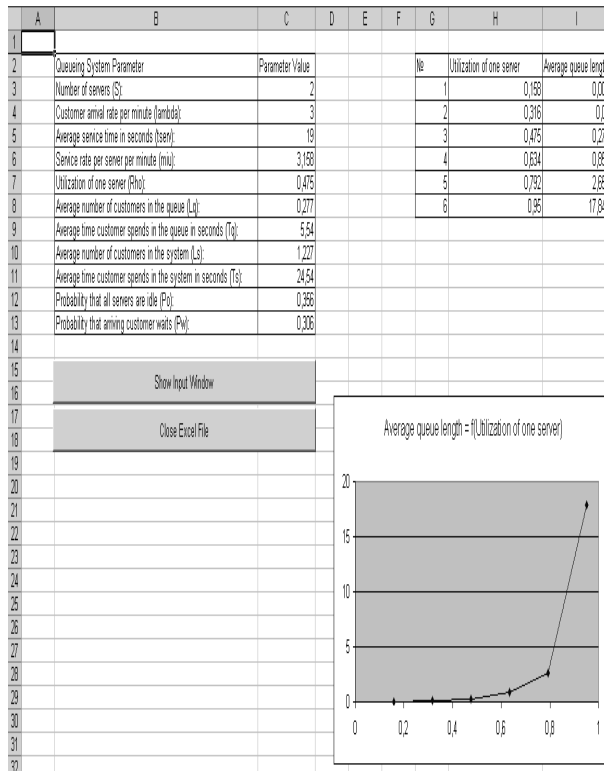 A B C D E F G H I
1
2 Queueing System Parameter Parameter Value № Utilization of one server Average queue
3 Number of servers (S): 2 1 0,158
4 Customer arrival rate per minute (lambda): 3 2 0,316
5 Average service time in seconds (tserv): 19 3 0,475
6 Service rate per server per minute (miu): 3,158 4 0,634
7 Utilization of one server (Rho): 0,475 5 0,792
8 Average number of customers in the queue (Lq): 0,277 6 0,95
9 Average time customer spends in the queue in seconds (Tq): 5,54
10 Average number of customers in the system (Ls): 1,227
11 Average time customer spends in the system in seconds (Ts): 24,54
12 Probability that all servers are idle (Po): 0,356
13 Probability that arriving customer waits (Pw): 0,306
14
15
Show Input Window
16
17
Close Excel File
18
Average queue length = f(Utilization of one server)
19
20
21
22
23
24
25
26
27
28
29
30
31
32
20
15
10
5
0
0 0,2 0,4 0,6 0,8 1